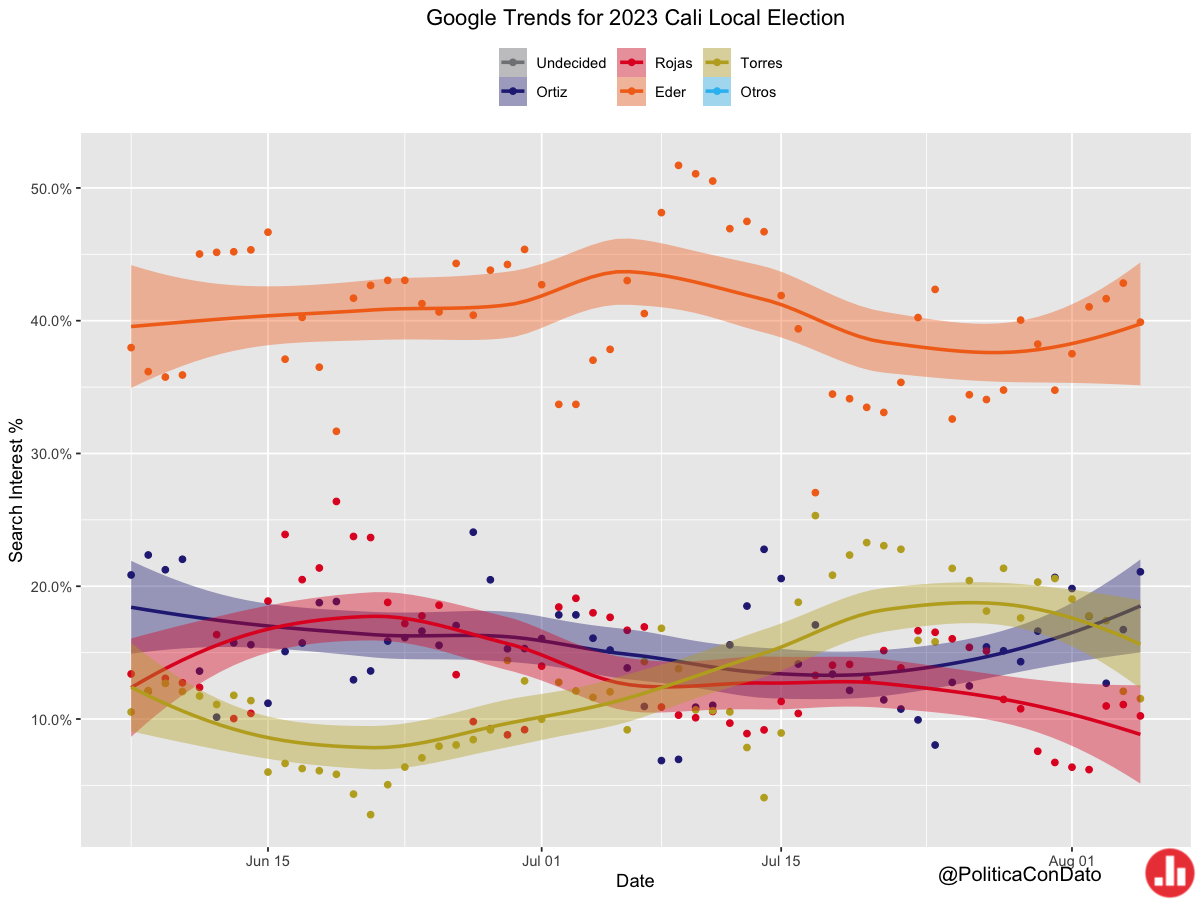 Google Trends for 2023 Cali Local Election
Undecided Rojas Torres
Ortiz Eder Otros
Search Interest %
50.0%
40.0%
30.0%
20.0%
10.0%
Jun 15 Jul 01 Jul 15 Aug 01
Date
@PoliticaConDato